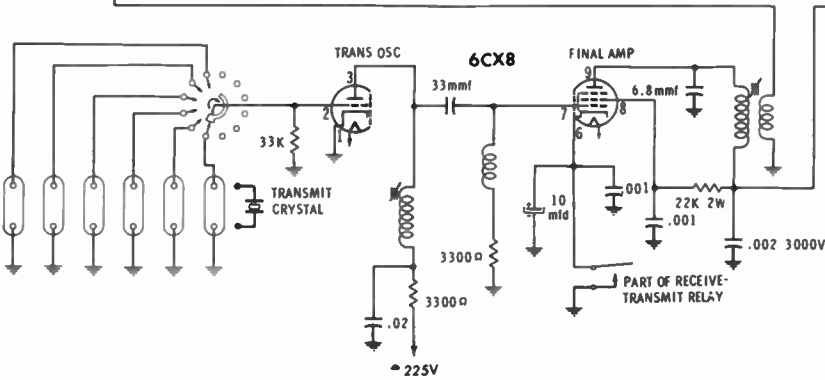 TRANS OSC
6CX8
FINAL AMP
3
9
33mmf
6.8mmf
2
1
7
8
6
33K
TRANSMIT
CRYSTAL
10
mfd
.001
22K 2W
.001
3300Ω
.002 3000V
PART OF RECEIVE-
TRANSMIT RELAY
3300Ω
.02
225V